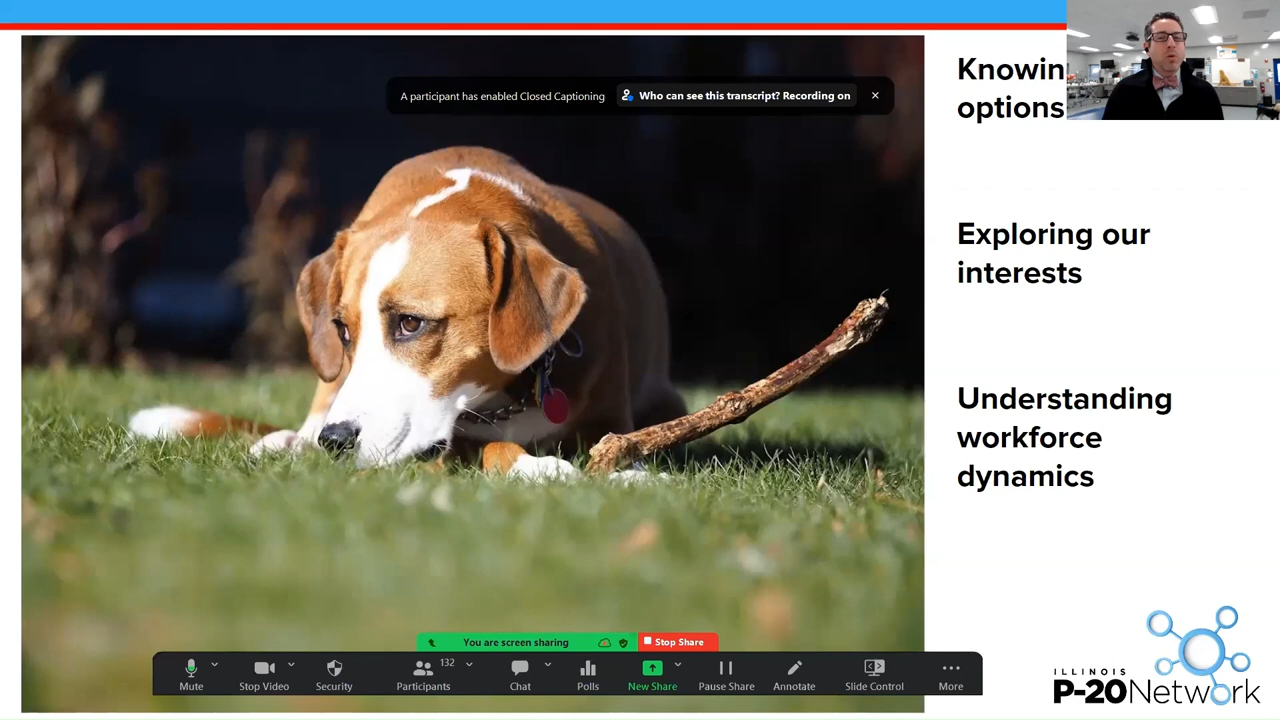 A participant has enabled Closed Captioning Who can see this transcript? Recording on
Knowin
options
Exploring our
interests
Understanding
workforce
dynamics
You are screen sharing Stop Share
Mute Stop Video Security Participants 132 Chat Polls New Share Pause Share Annotate Slide Control More
ILLINOIS
P-20 Network